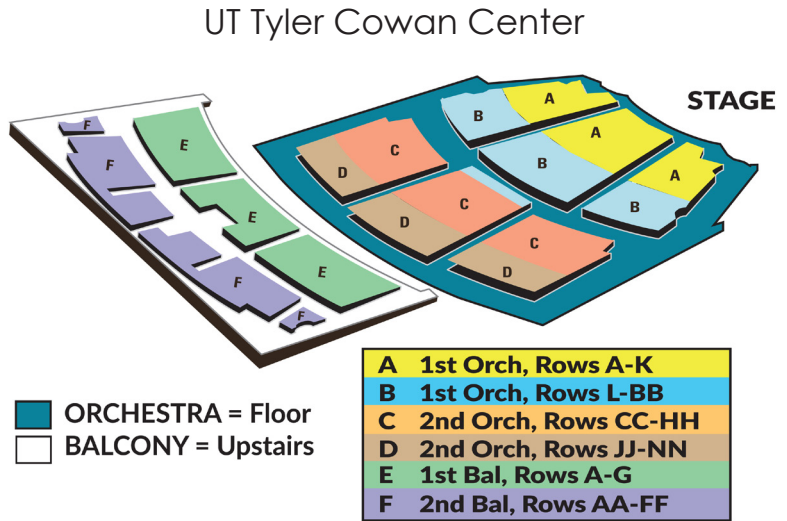 UT Tyler Cowan Center
STAGE
A
B
A
B
A
B
C
D
C
D
C
D
E
E
E
F
F
F
F
A 1st Orch, Rows A-K
B 1st Orch, Rows L-BB
C 2nd Orch, Rows CC-HH
D 2nd Orch, Rows JJ-NN
E 1st Bal, Rows A-G
F 2nd Bal, Rows AA-FF
ORCHESTRA = Floor
BALCONY = Upstairs